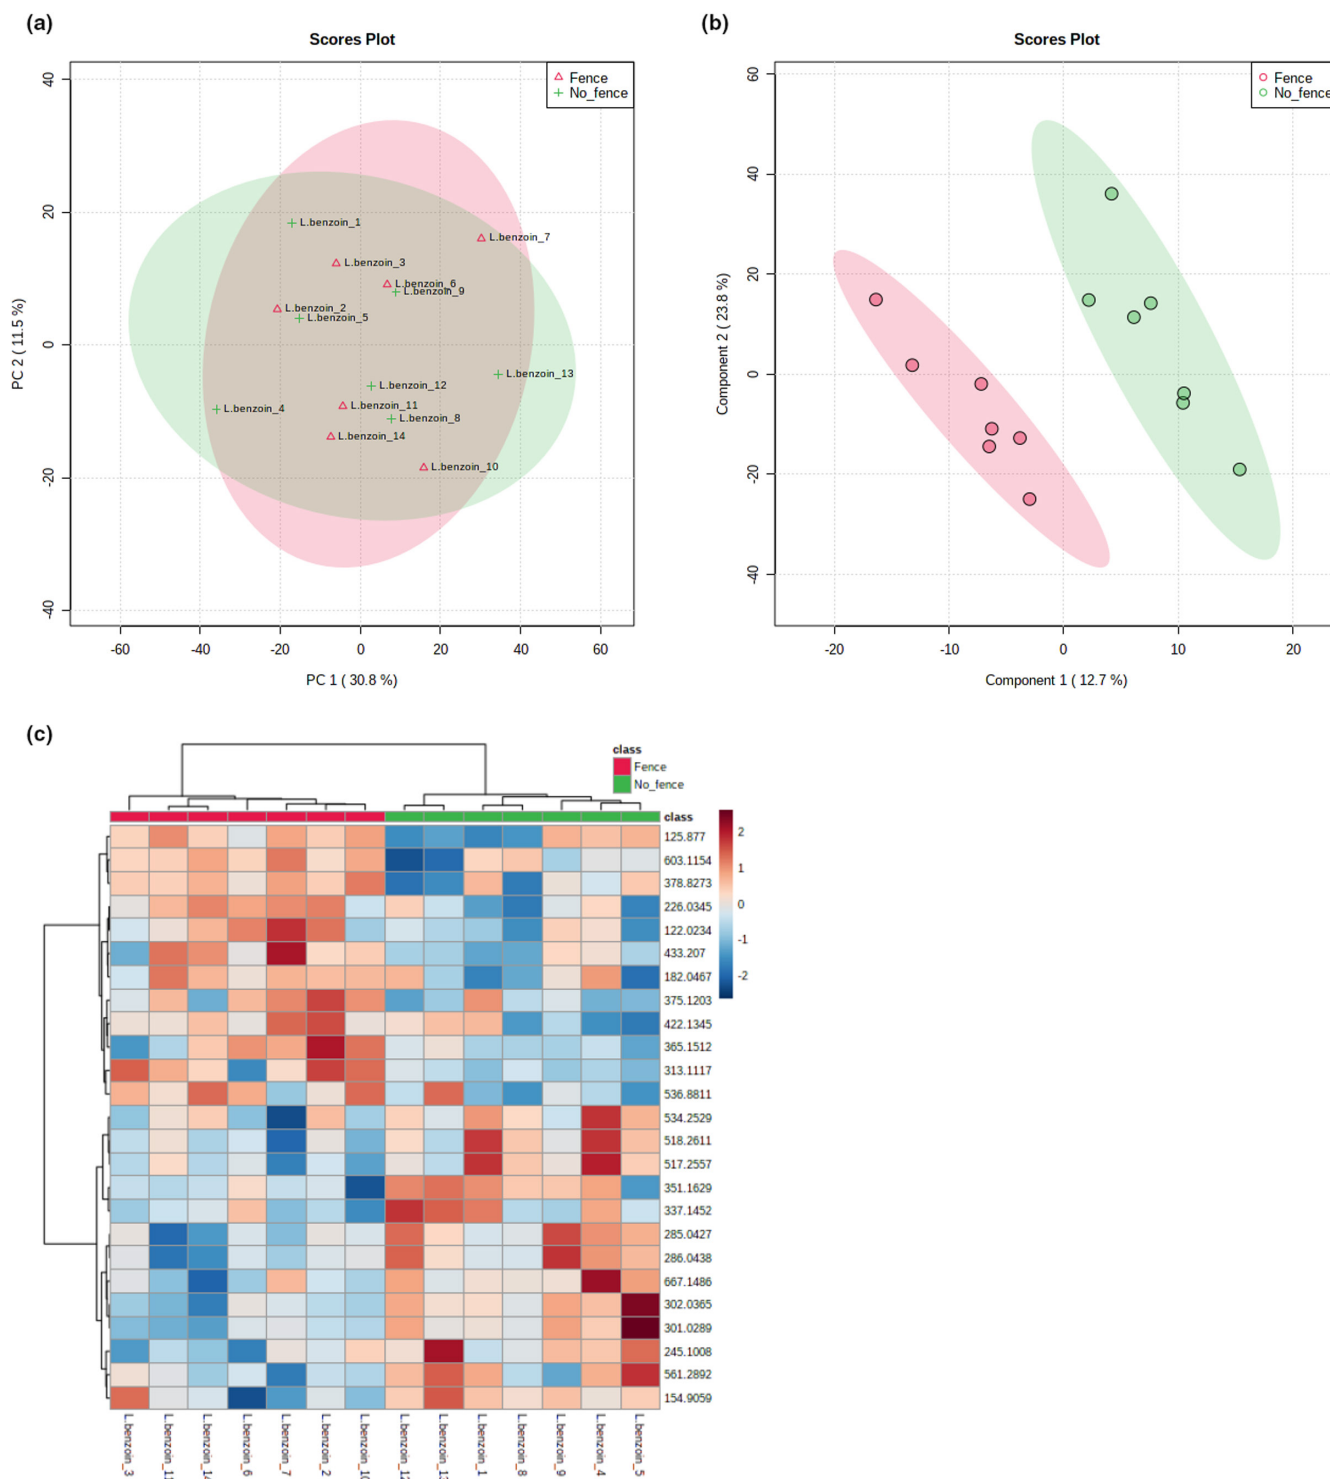 (a)
Scores Plot
Fence
No_fence
40
20
0
20
40
PC 2 ( 11.5 %)
L.benzoin_1
L.benzoin_7
L.benzoin_3
L.benzoin_6
L.benzoin_9
L.benzoin_2
L.benzoin_5
L.benzoin_13
L.benzoin_12
L.benzoin_11
L.benzoin_4
L.benzoin_8
L.benzoin_14
L.benzoin_10
-60 -40 -20 0 20 40 60
PC 1 ( 30.8 %)
(b)
Scores Plot
Fence
No_fence
60
40
20
0
-20
-40
Component 2 ( 23.8 %)
-20 -10 0 10 20
Component 1 ( 12.7 %)
(c)
class
Fence
No_fence
class
125.877
603.1154
378.8273
226.0345
122.0234
433.207
182.0467
375.1203
422.1345
365.1512
313.1117
536.8811
534.2529
518.2611
517.2557
351.1629
337.1452
285.0427
286.0438
667.1486
302.0365
301.0289
245.1008
561.2892
154.9059
2
1
0
-1
-2
L.benzoin_3
L.benzoin_11
L.benzoin_14
L.benzoin_6
L.benzoin_7
L.benzoin_2
L.benzoin_10
L.benzoin_12
L.benzoin_13
L.benzoin_1
L.benzoin_8
L.benzoin_9
L.benzoin_4
L.benzoin_5